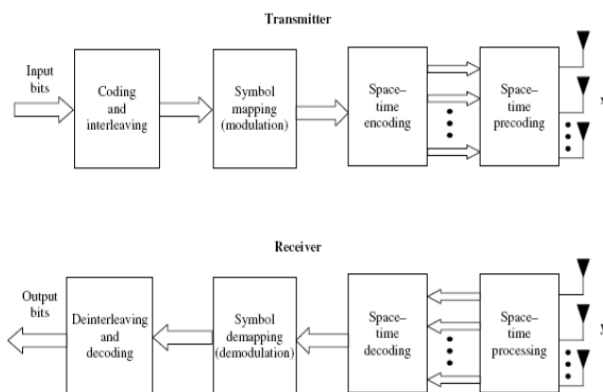 Transmitter
Input
bits
Coding
and
interleaving
Symbol
mapping
(modulation)
Space–
time
encoding
Space–
time
precoding
Receiver
Output
bits
Deinterleaving
and
decoding
Symbol
demapping
(demodulation)
Space–
time
decoding
Space–
time
processing
y